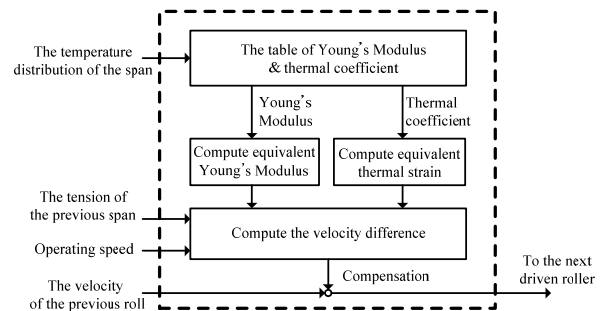 The temperature
distribution of the span
The table of Young's Modulus
& thermal coefficient
Young's
Modulus
Thermal
coefficient
Compute equivalent
Young's Modulus
Compute equivalent
thermal strain
The tension of
the previous span
Operating speed
Compute the velocity difference
Compensation
The velocity
of the previous roll
To the next
driven roller